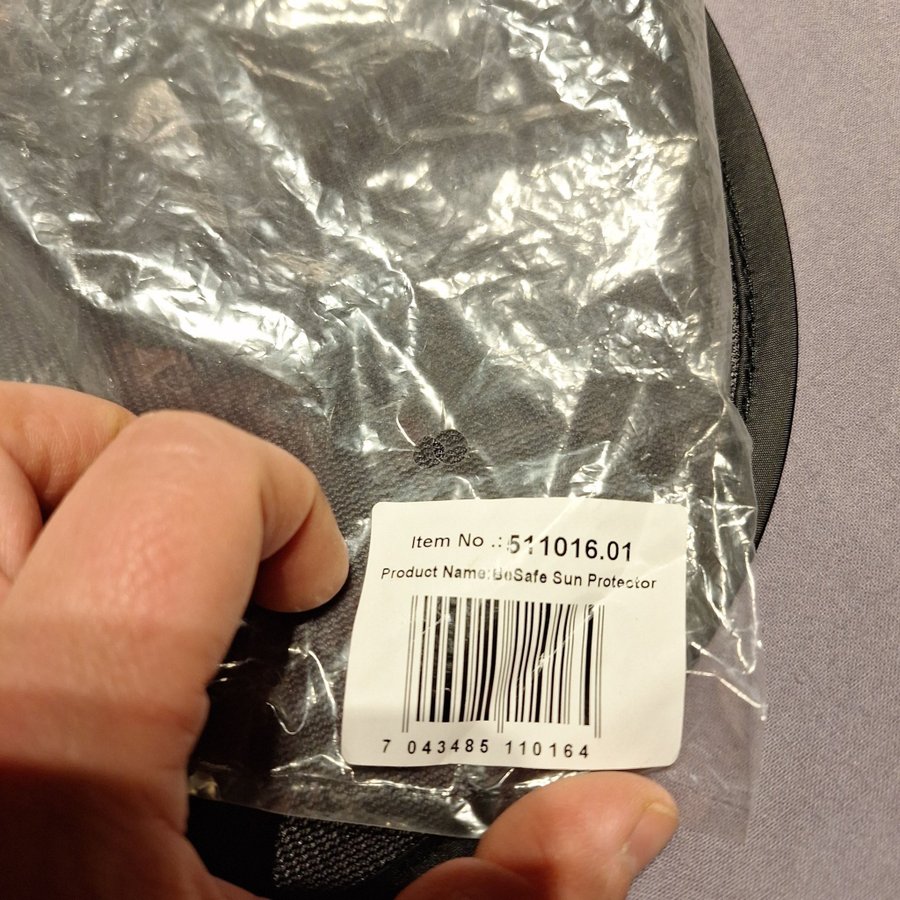 Item No .: 511016.01
Product Name:BeSafe Sun Protector
7 043485 110164